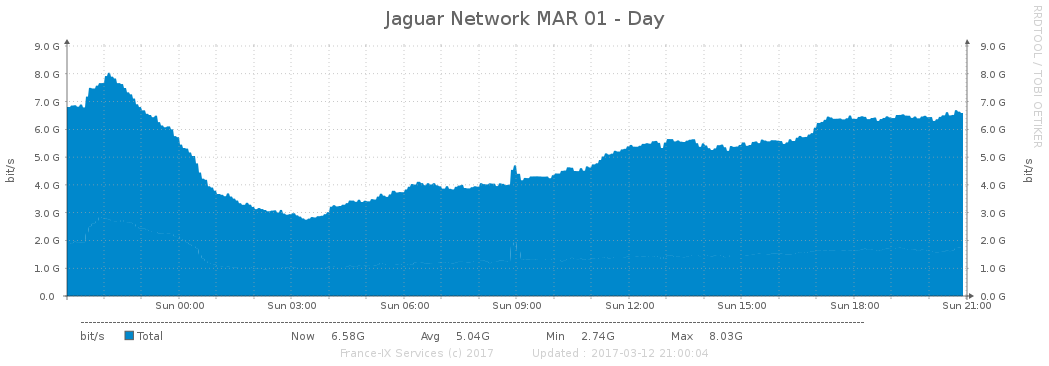 Jaguar Network MAR 01 - Day
RRDTOOL / TOBI OETIKER
9.0 G 9.0 G
8.0 G 8.0 G
7.0 G 7.0 G
6.0 G 6.0 G
5.0 G 5.0 G
4.0 G 4.0 G
3.0 G 3.0 G
2.0 G 2.0 G
1.0 G 1.0 G
0.0 0.0 G
bit/s bit/s
Sun 00:00 Sun 03:00 Sun 06:00 Sun 09:00 Sun 12:00 Sun 15:00 Sun 18:00 Sun 21:00
bit/s Total Now 6.58G Avg 5.04G Min 2.74G Max 8.03G
France-IX Services (c) 2017 Updated : 2017-03-12 21:00:04